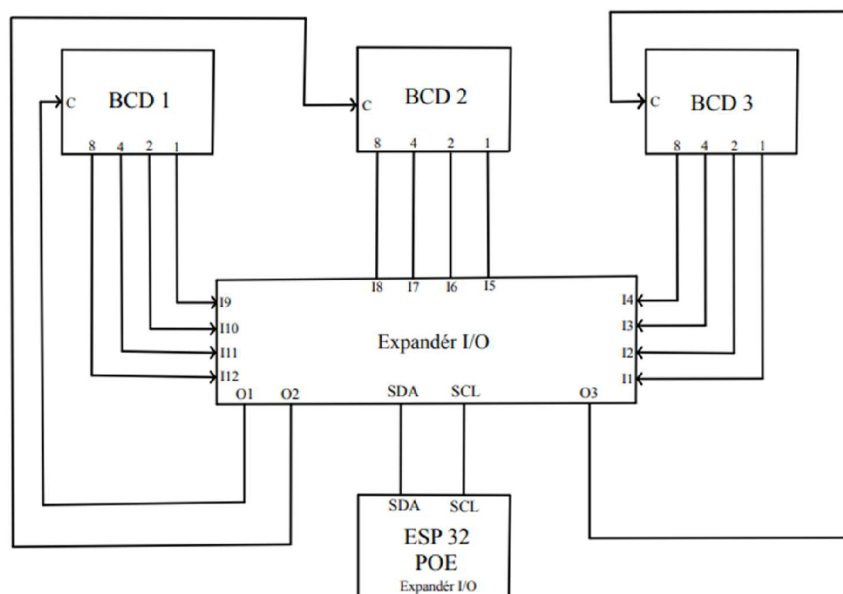 BCD 1
C
8 4 2 1
BCD 2
C
8 4 2 1
BCD 3
C
8 4 2 1
I8 I7 I6 I5
I9
I10
I11
I12
I4
I3
I2
I1
Expandér I/O
O1 O2 SDA SCL O3
SDA SCL
ESP 32
POE
Expandér I/O